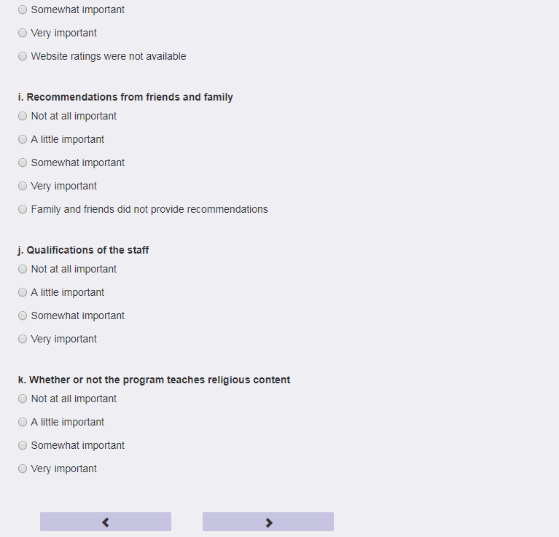 Somewhat important
Very important
Website ratings were not available
i. Recommendations from friends and family
Not at all important
A little important
Somewhat important
Very important
Family and friends did not provide recommendations
j. Qualifications of the staff
Not at all important
A little important
Somewhat important
Very important
k. Whether or not the program teaches religious content
Not at all important
A little important
Somewhat important
Very important